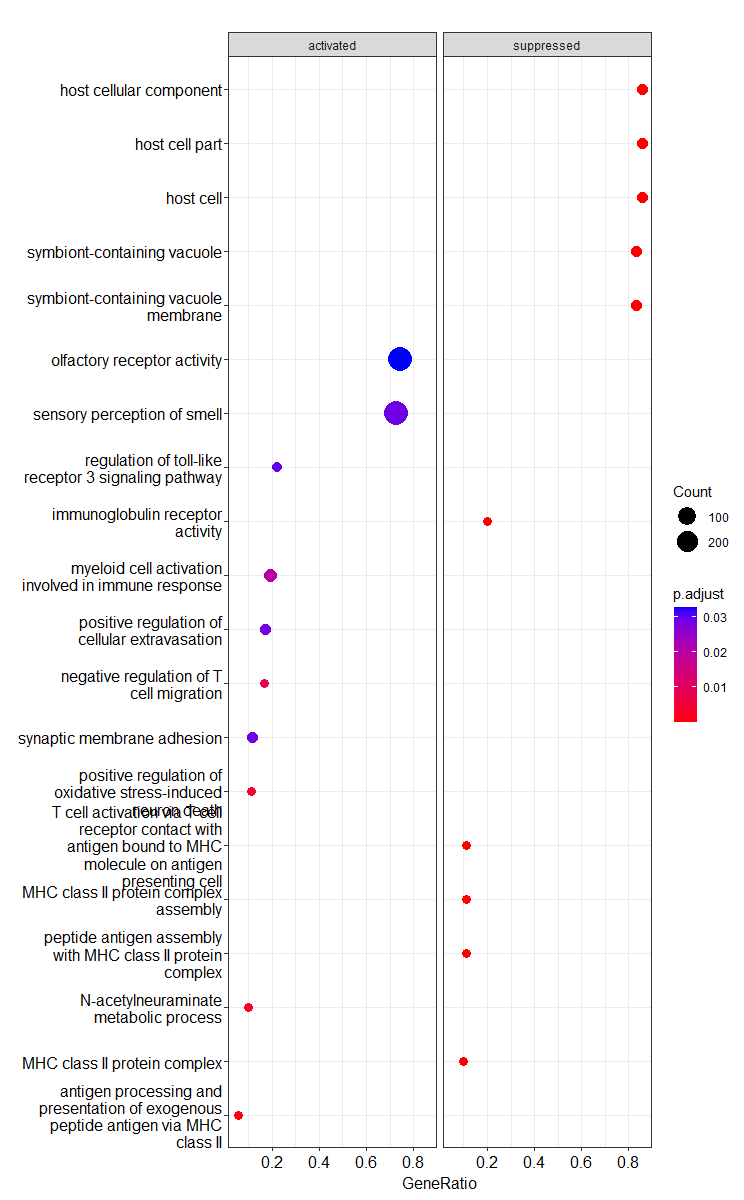 activated
suppressed
host cellular component
host cell part
host cell
symbiont-containing vacuole
symbiont-containing vacuole
membrane
olfactory receptor activity
sensory perception of smell
regulation of toll-like
receptor 3 signaling pathway
immunoglobulin receptor
activity
myeloid cell activation
involved in immune response
positive regulation of
cellular extravasation
negative regulation of T
cell migration
synaptic membrane adhesion
positive regulation of
oxidative stress-induced
neuron death
T cell activation via T cell
receptor contact with
antigen bound to MHC
molecule on antigen
presenting cell
MHC class II protein complex
assembly
peptide antigen assembly
with MHC class II protein
complex
N-acetylneuraminate
metabolic process
MHC class II protein complex
antigen processing and
presentation of exogenous
peptide antigen via MHC
class II
0.2 0.4 0.6 0.8
0.2 0.4 0.6 0.8
GeneRatio
Count
100
200
p.adjust
0.03
0.02
0.01